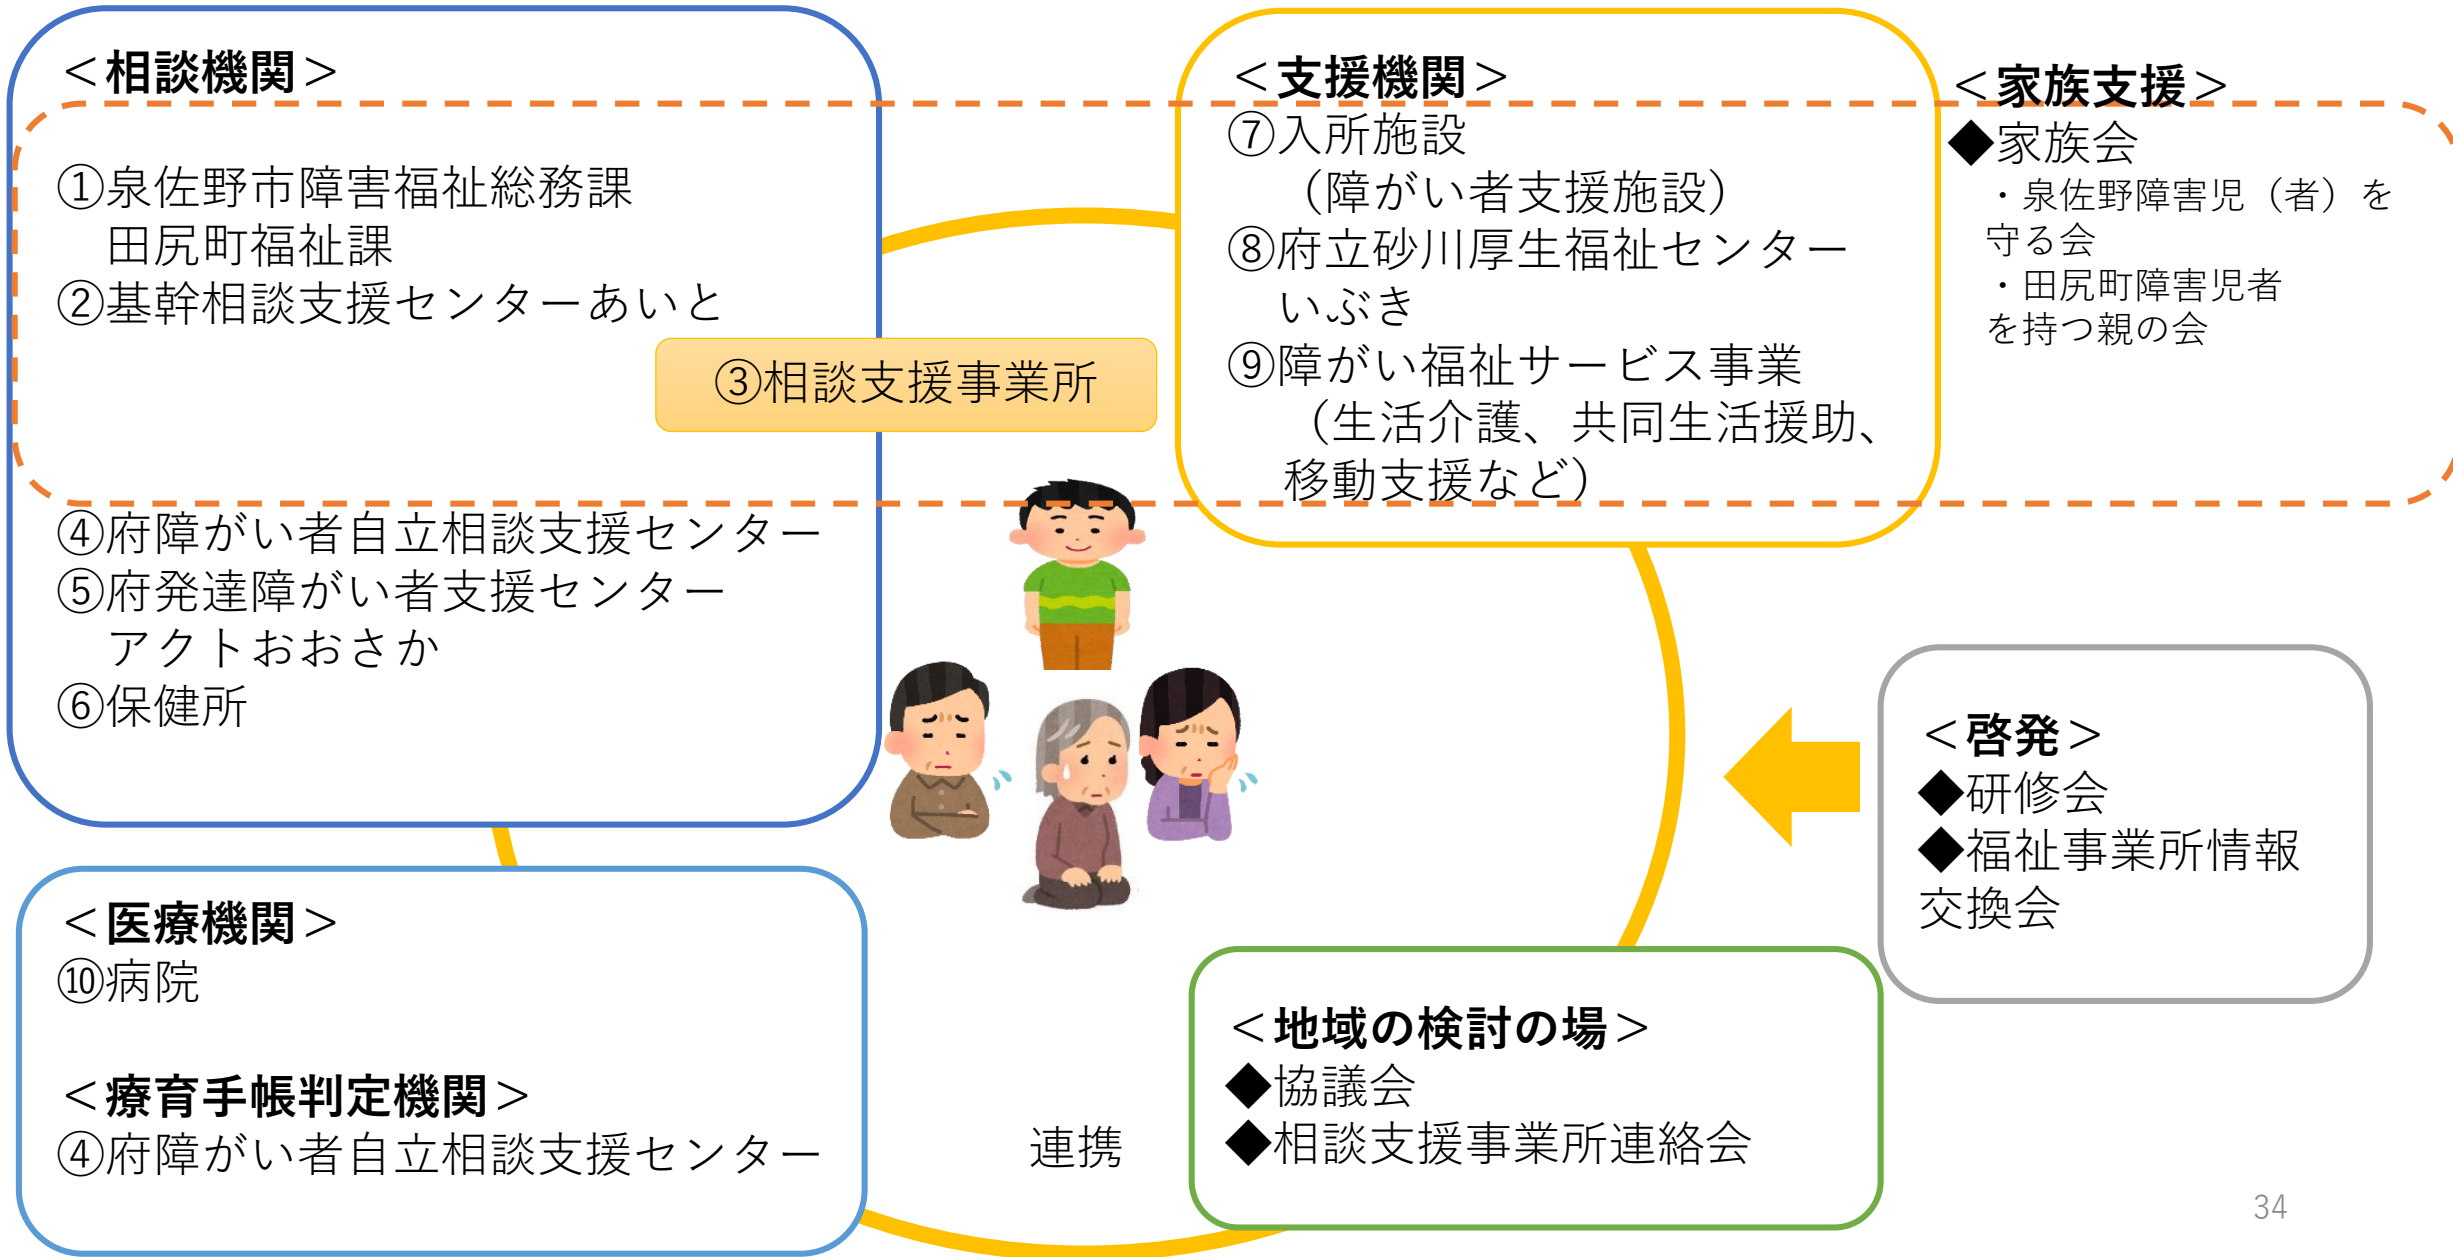 ＜相談機関＞
①泉佐野市障害福祉総務課
田尻町福祉課
②基幹相談支援センターあいと
③相談支援事業所
④府障がい者自立相談支援センター
⑤府発達障がい者支援センター
アクトおおさか
⑥保健所
＜支援機関＞
⑦入所施設
（障がい者支援施設）
⑧府立砂川厚生福祉センター
いぶき
⑨障がい福祉サービス事業
（生活介護、共同生活援助、
移動支援など）
＜家族支援＞
◆家族会
・泉佐野障害児（者）を
守る会
・田尻町障害児者
を持つ親の会
＜啓発＞
◆研修会
◆福祉事業所情報
交換会
＜医療機関＞
⑩病院
＜療育手帳判定機関＞
④府障がい者自立相談支援センター
連携
＜地域の検討の場＞
◆協議会
◆相談支援事業所連絡会
34